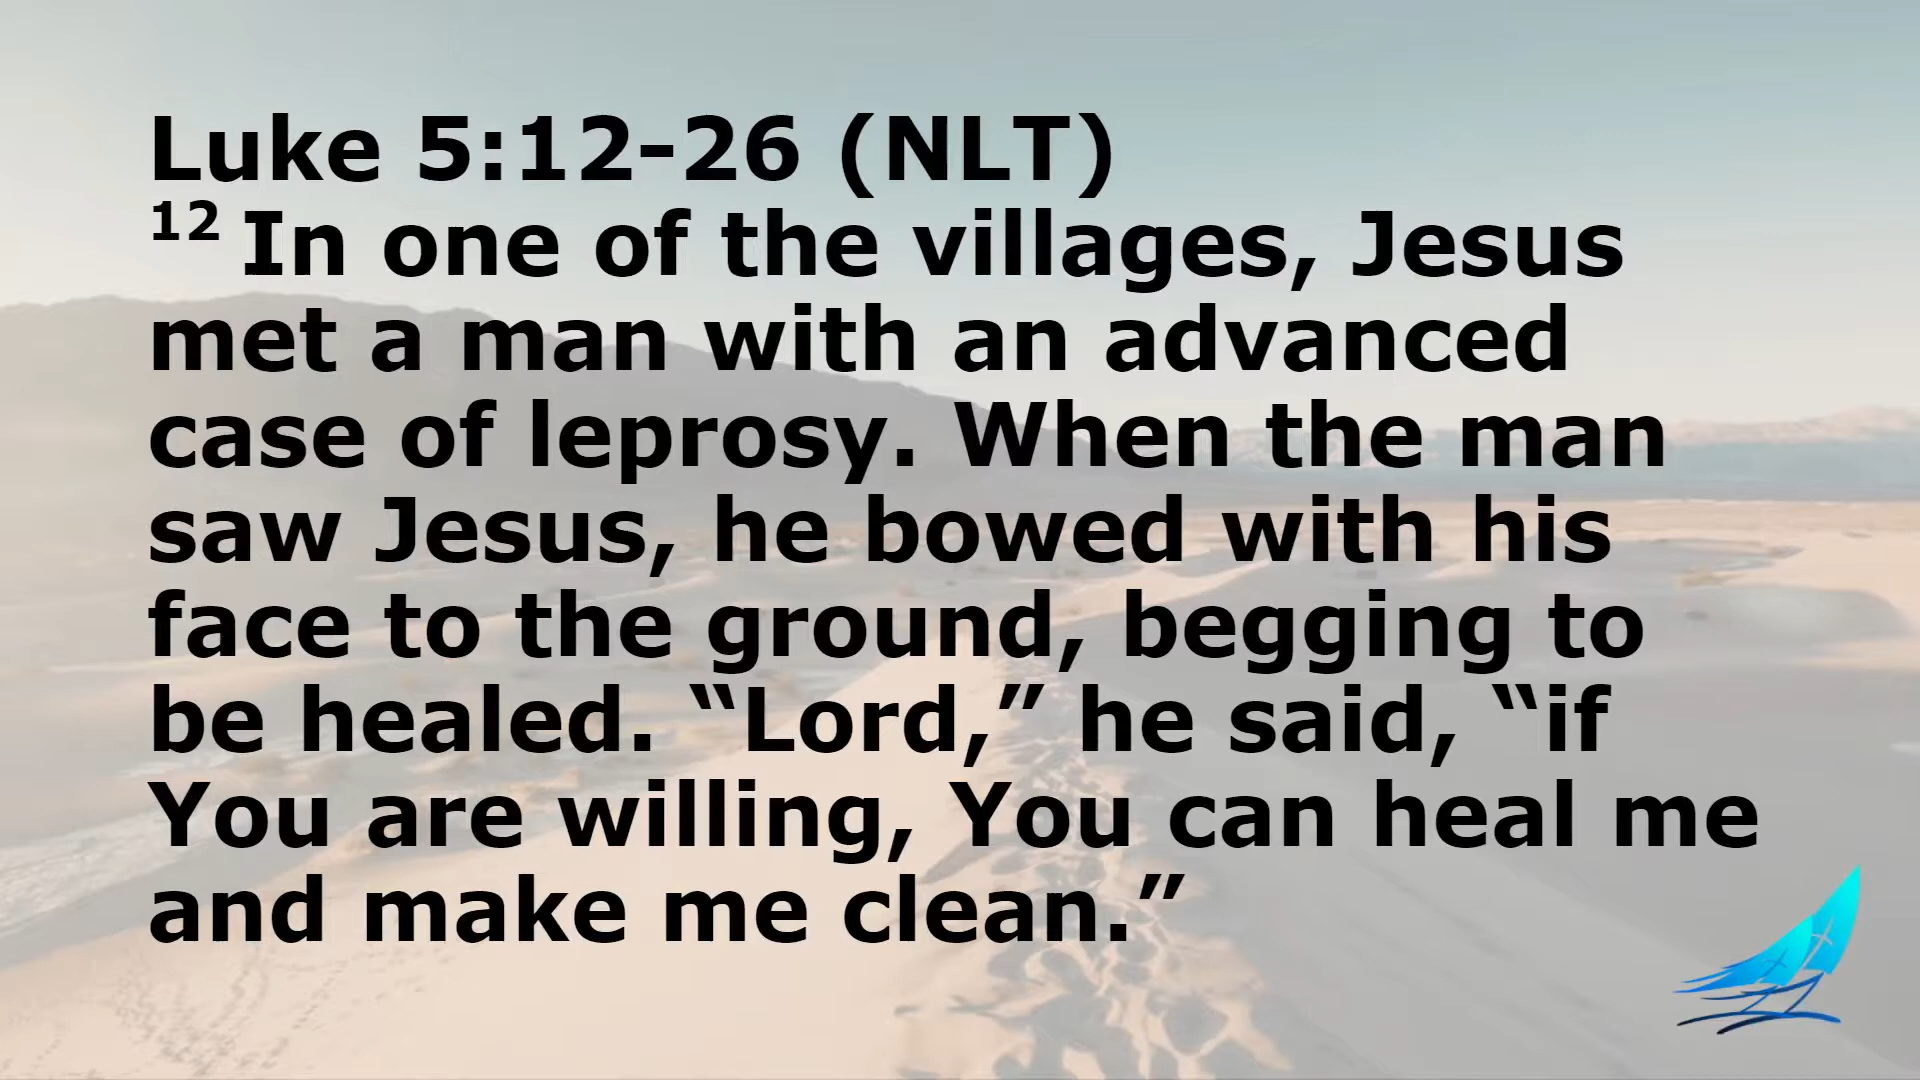 Luke 5:12-26 (NLT)
12 In one of the villages, Jesus
met a man with an advanced
case of leprosy. When the man
saw Jesus, he bowed with his
face to the ground, begging to
be healed. “Lord,” he said, “if
You are willing, You can heal me
and make me clean.”